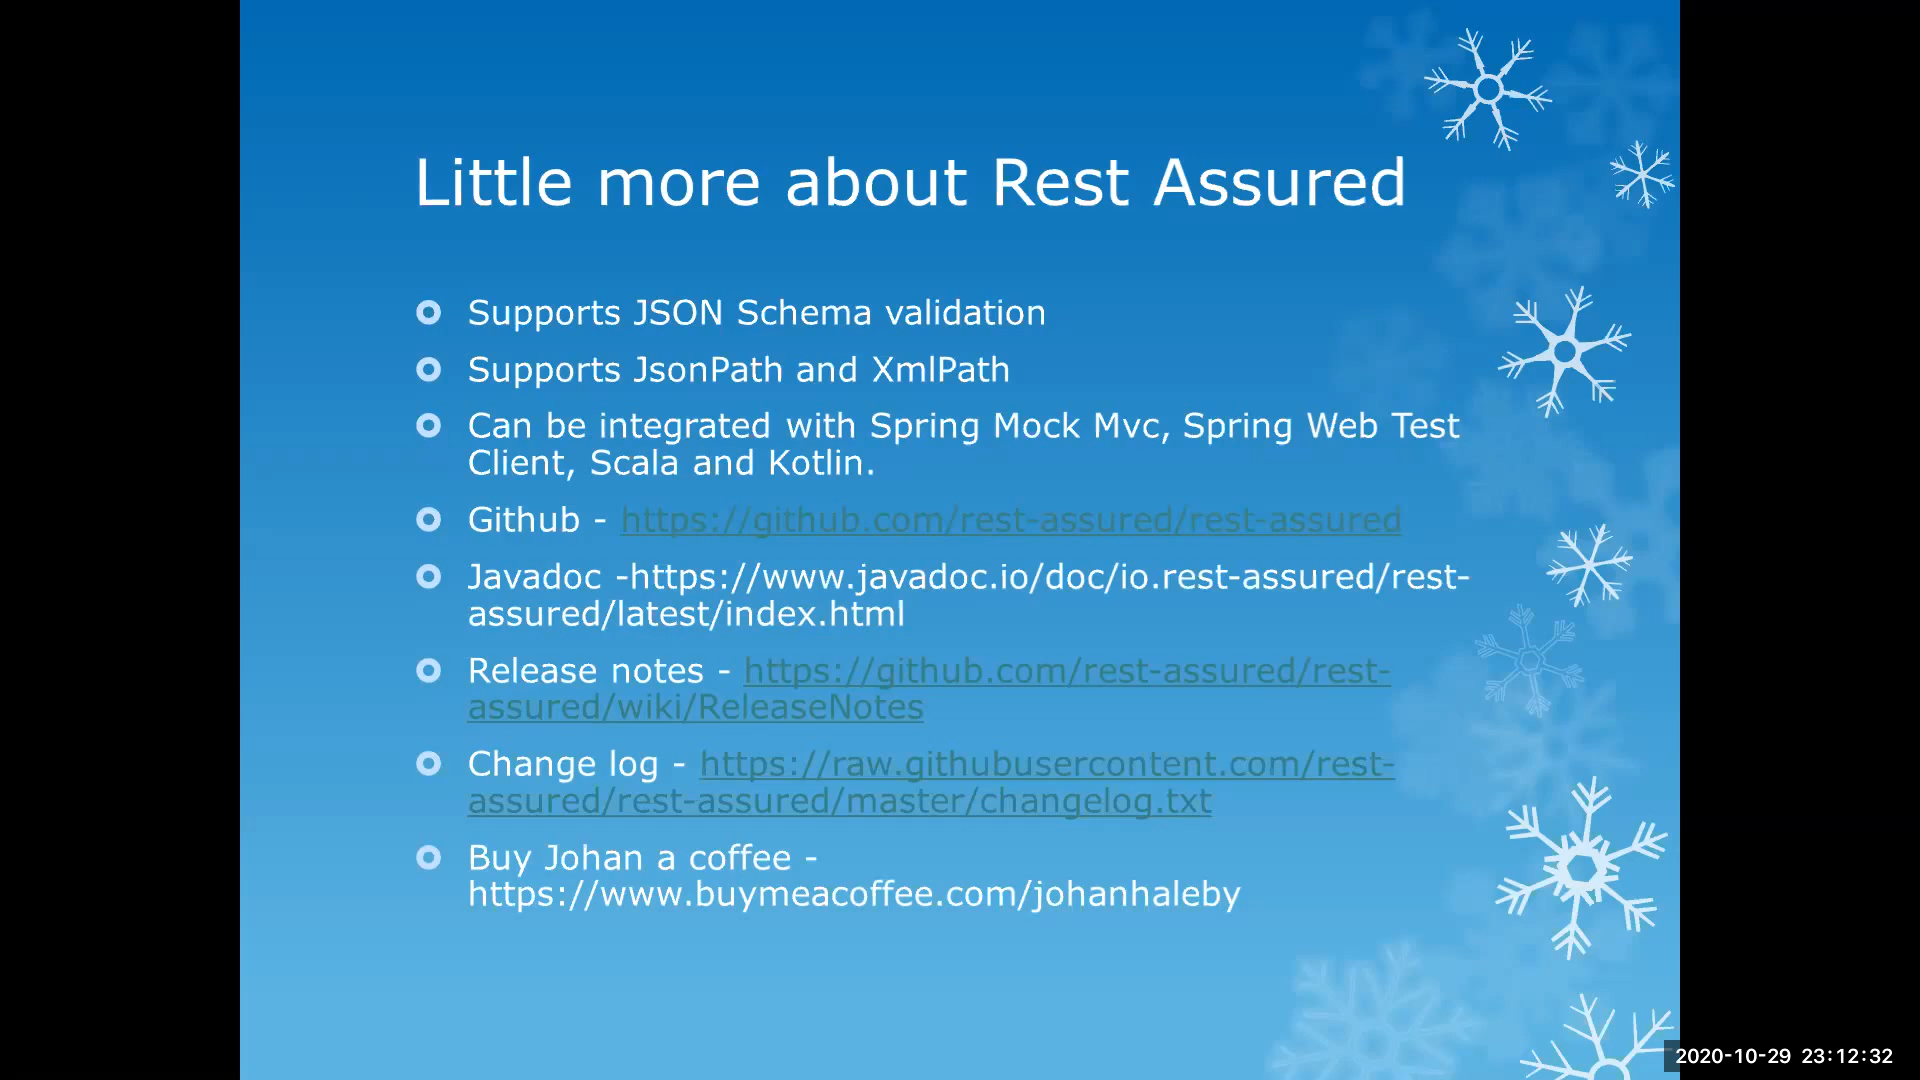 Little more about Rest Assured
Supports JSON Schema validation
Supports JsonPath and XmlPath
Can be integrated with Spring Mock Mvc, Spring Web Test
Client, Scala and Kotlin.
Github - https://github.com/rest-assured/rest-assured
Javadoc -https://www.javadoc.io/doc/io.rest-assured/rest-
assured/latest/index.html
Release notes - https://github.com/rest-assured/rest-
assured/wiki/ReleaseNotes
Change log - https://raw.githubusercontent.com/rest-
assured/rest-assured/master/changelog.txt
Buy Johan a coffee -
https://www.buymeacoffee.com/johanhaleby
2020-10-29 23:12:32